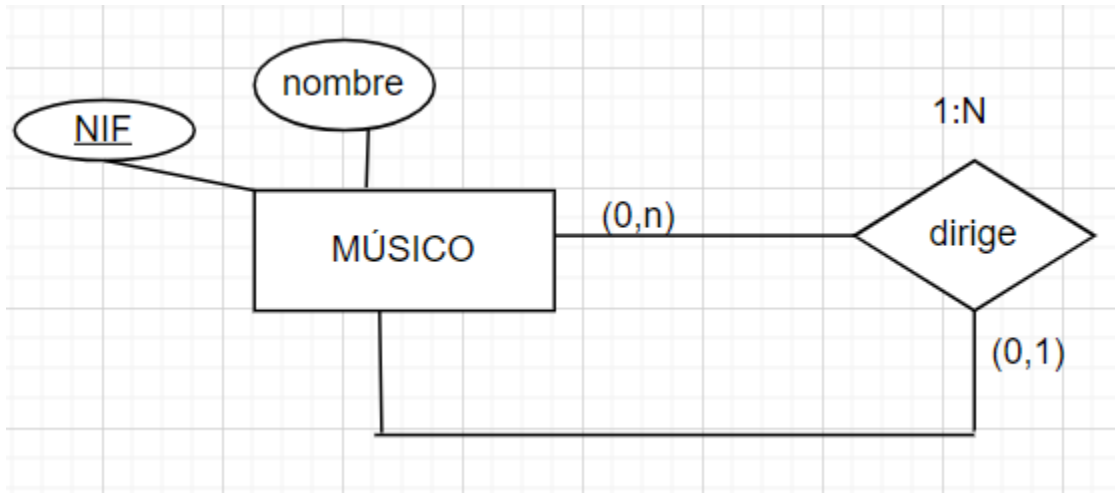 nombre
NIF
1:N
MÚSICO
(0,n)
dirige
(0,1)